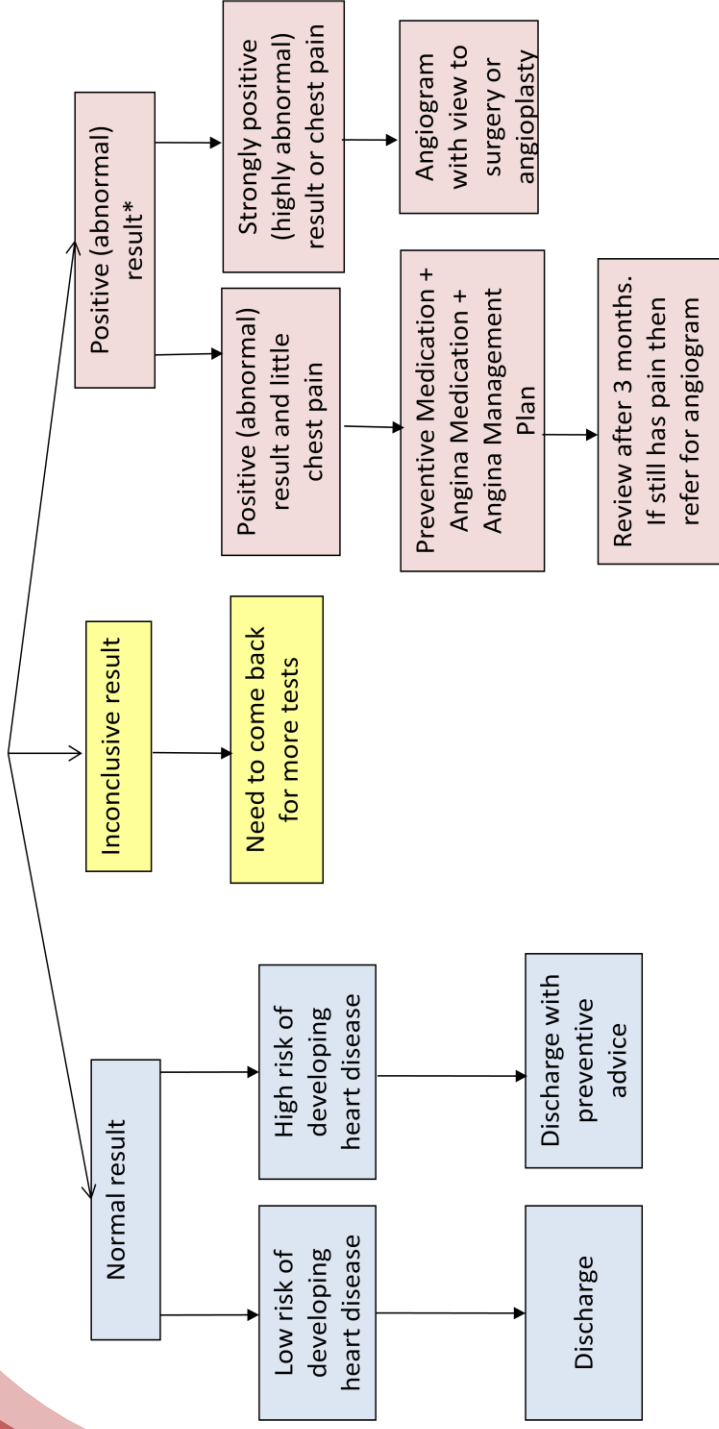 Normal result
Low risk of
developing
heart disease
Discharge
High risk of
developing
heart disease
Discharge with
preventive
advice
Inconclusive result
Need to come back
for more tests
Positive (abnormal)
result*
Positive (abnormal)
result and little
chest pain
Preventive Medication +
Angina Medication +
Angina Management
Plan
Review after 3 months.
If still has pain then
refer for angiogram
Strongly positive
(highly abnormal)
result or chest pain
Angiogram
with view to
surgery or
angioplasty